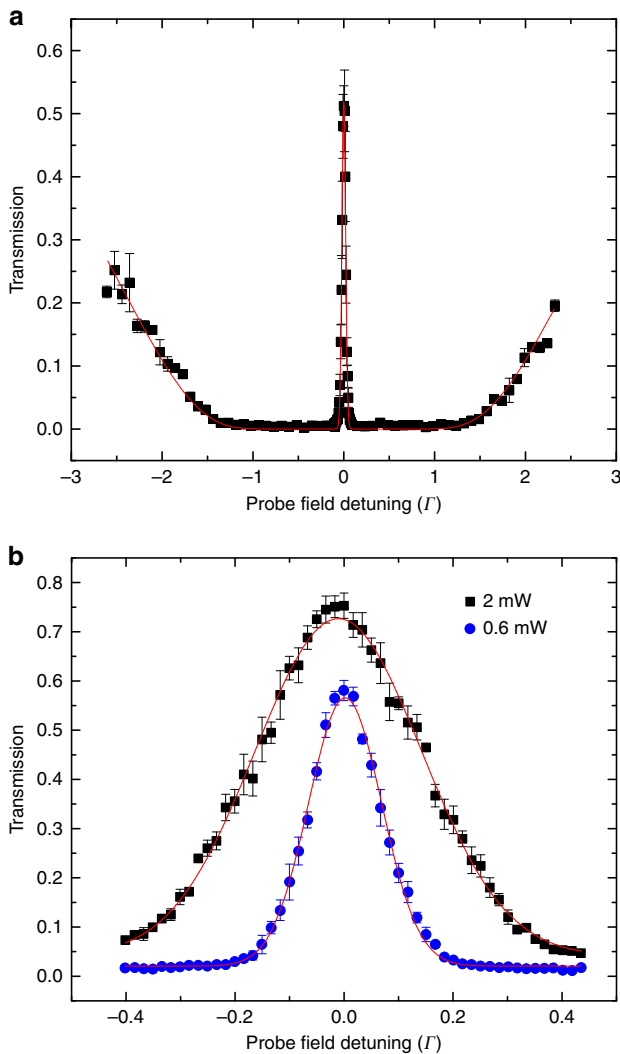 a
0.6
0.5
0.4
0.3
0.2
0.1
0.0
Transmission
−3 −2 −1 0 1 2 3
Probe field detuning (Γ)
b
0.8
0.7
0.6
0.5
0.4
0.3
0.2
0.1
0.0
Transmission
2 mW
0.6 mW
−0.4 −0.2 0.0 0.2 0.4
Probe field detuning (Γ)